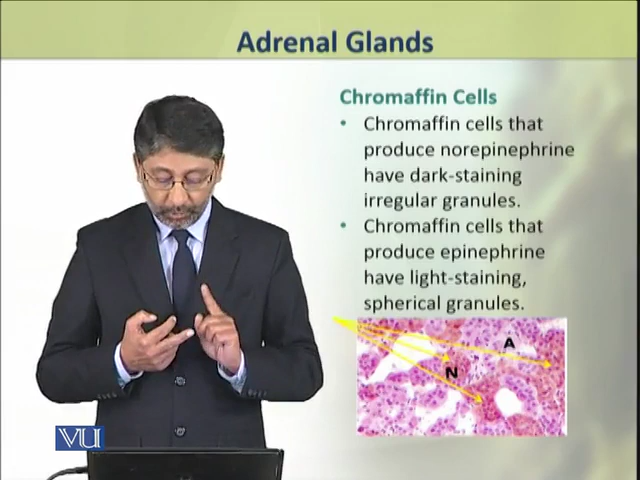 Adrenal Glands
Chromaffin Cells
• Chromaffin cells that
produce norepinephrine
have dark-staining
irregular granules.
• Chromaffin cells that
produce epinephrine
have light-staining,
spherical granules.
A
N
VU